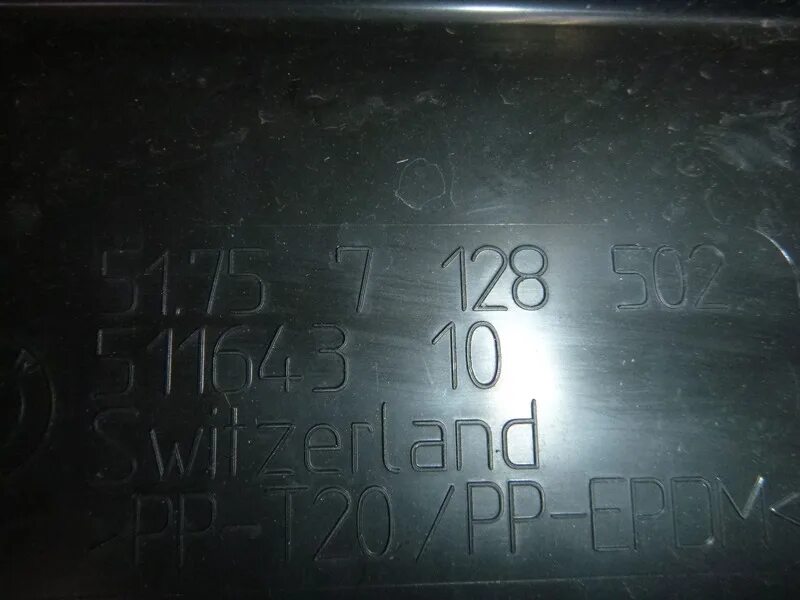 51.75 7 128 502
511643 10
Switzerland
>PP-T20/PP-EPDM<